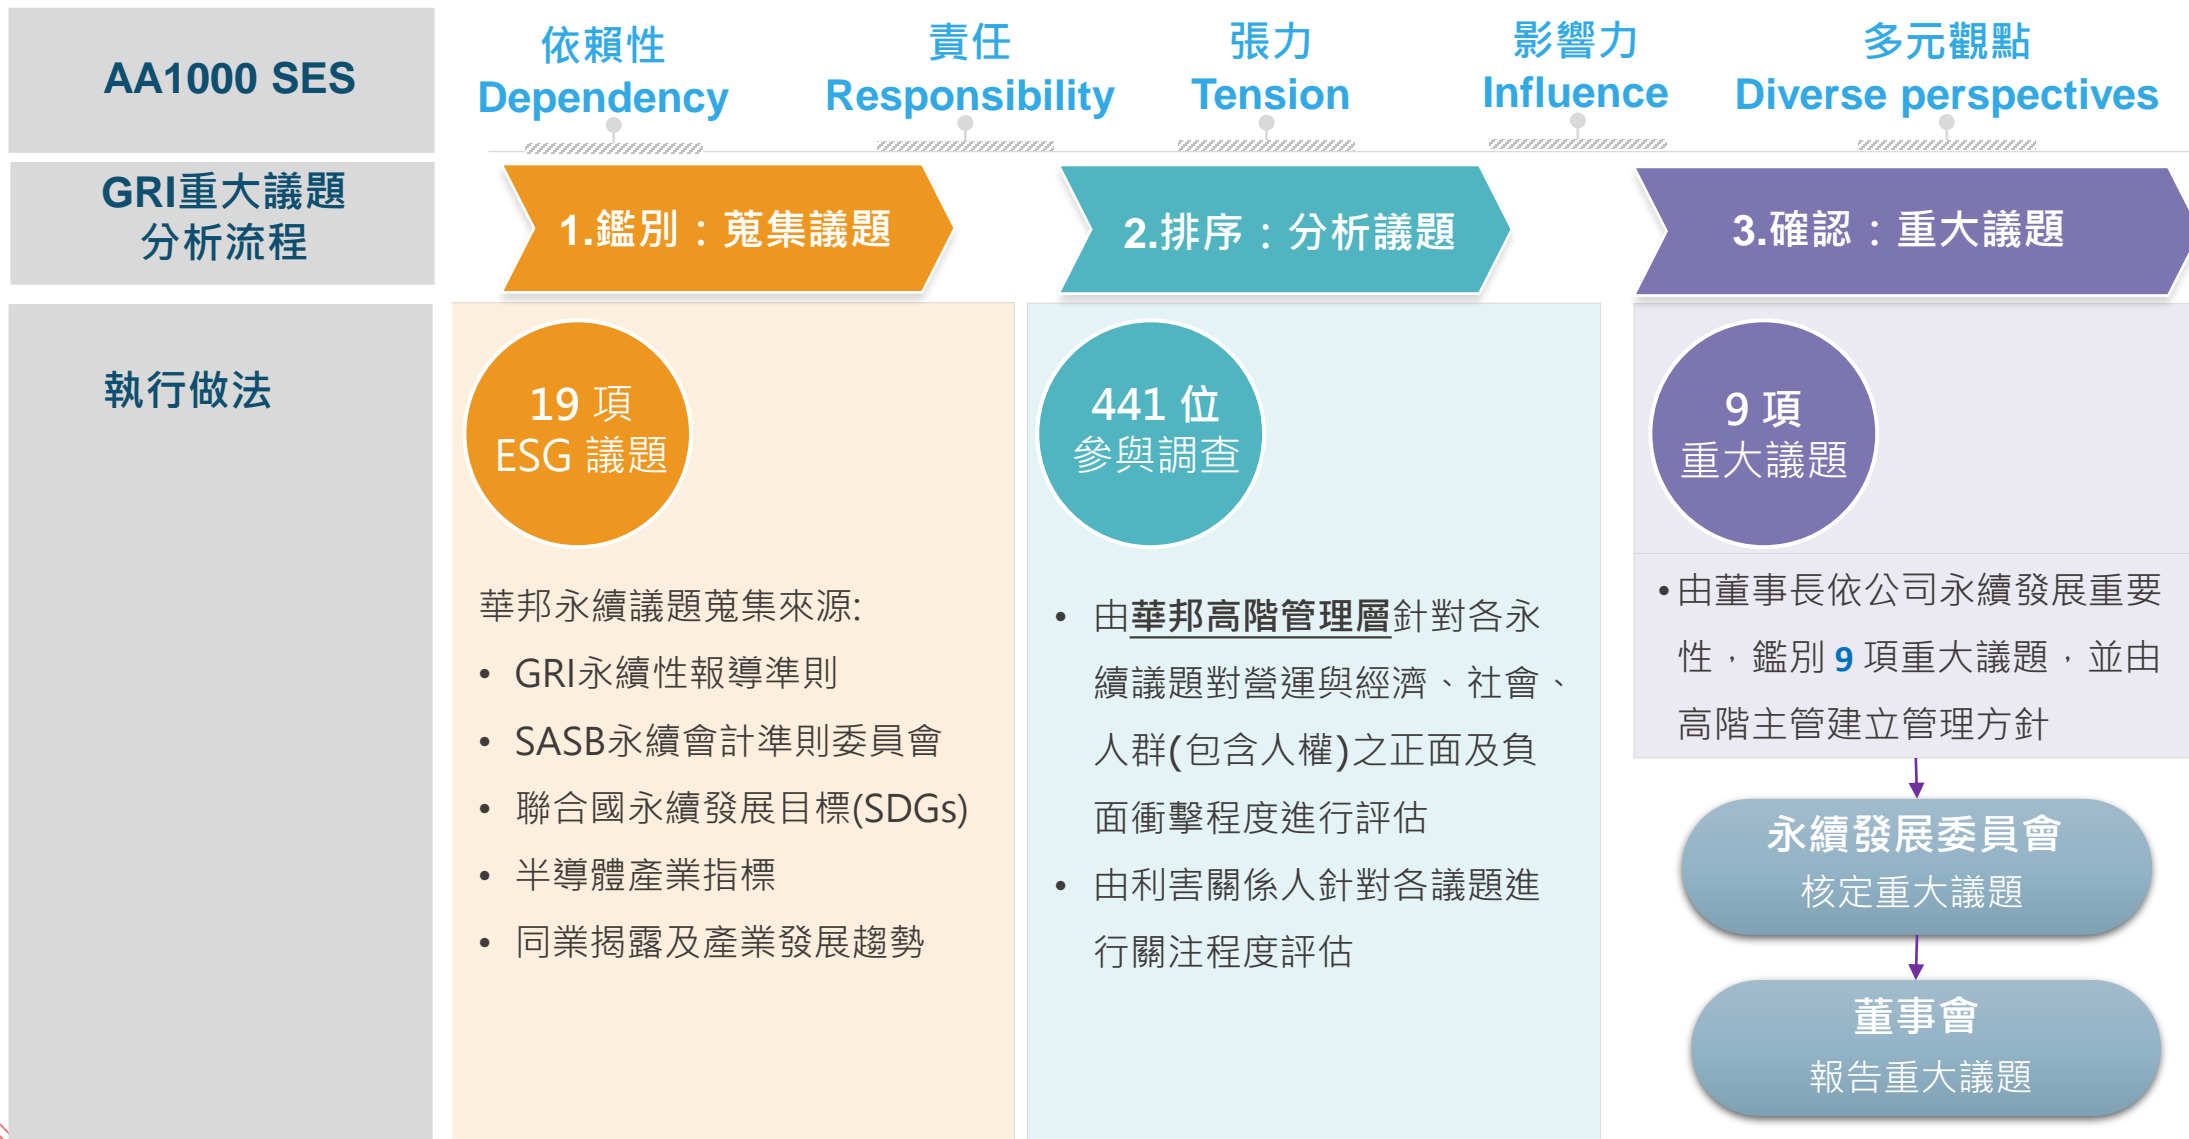 AA1000 SES
依賴性
Dependency
責任
Responsibility
張力
Tension
影響力
Influence
多元觀點
Diverse perspectives
GRI重大議題
分析流程
1.鑑別：蒐集議題
2.排序：分析議題
3.確認：重大議題
執行做法
19 項
ESG 議題
華邦永續議題蒐集來源:
• GRI永續性報導準則
• SASB永續會計準則委員會
• 聯合國永續發展目標(SDGs)
• 半導體產業指標
• 同業揭露及產業發展趨勢
441 位
參與調查
• 由華邦高階管理層針對各永
續議題對營運與經濟、社會、
人群(包含人權)之正面及負
面衝擊程度進行評估
• 由利害關係人針對各議題進
行關注程度評估
9 項
重大議題
•由董事長依公司永續發展重要
性，鑑別 9 項重大議題，並由
高階主管建立管理方針
永續發展委員會
核定重大議題
董事會
報告重大議題